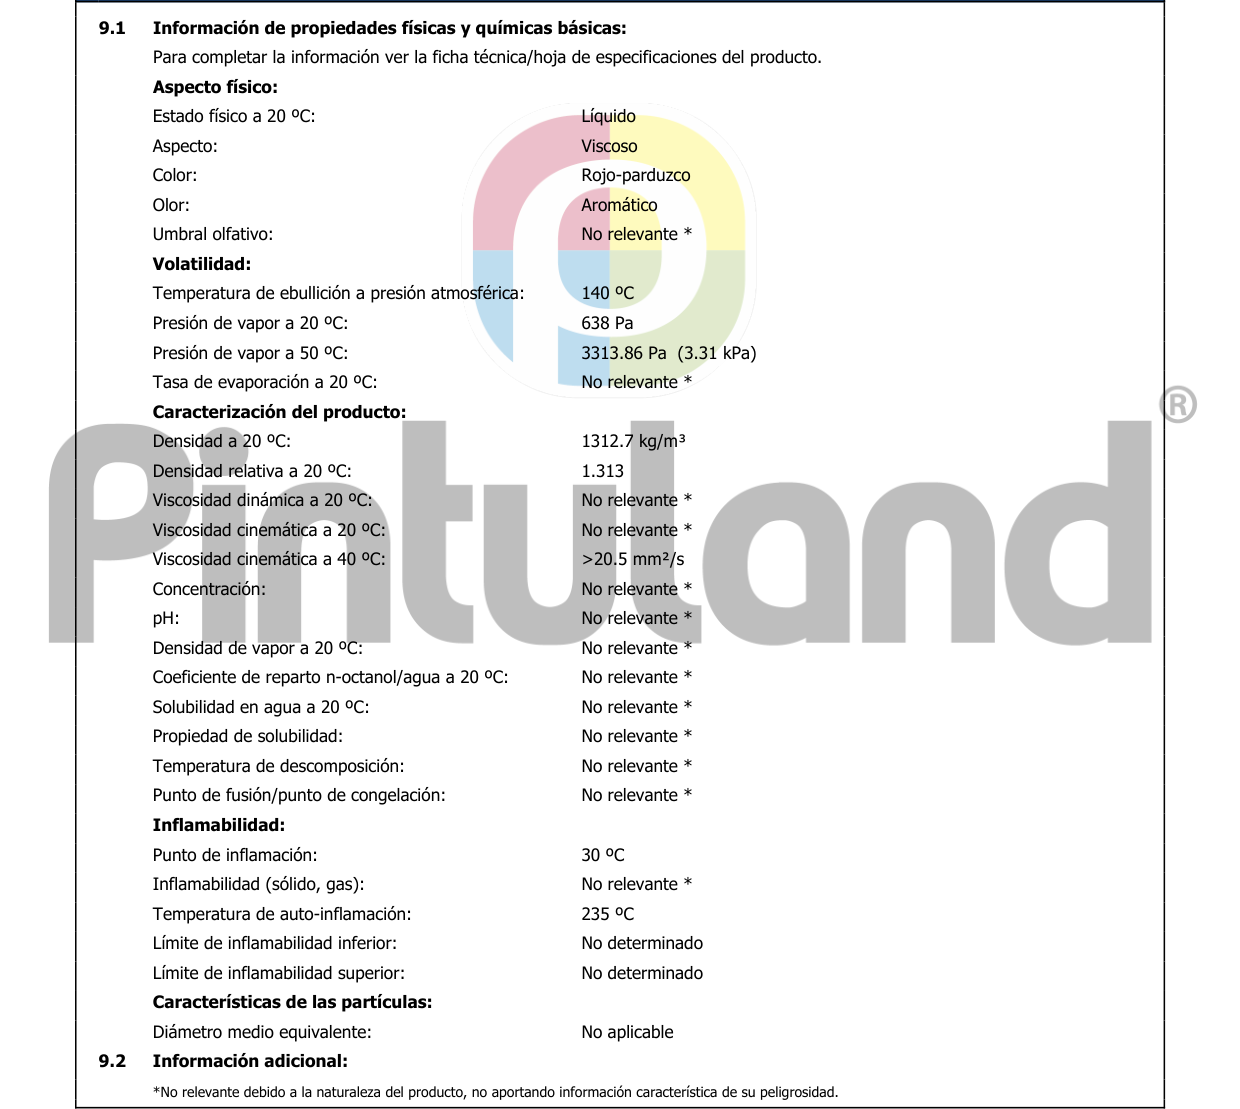 9.1 Información de propiedades físicas y químicas básicas:
Para completar la información ver la ficha técnica/hoja de especificaciones del producto.
Aspecto físico:
Estado físico a 20 ºC: Líquido
Aspecto: Viscoso
Color: Rojo-parduzco
Olor: Aromático
Umbral olfativo: No relevante *
Volatilidad:
Temperatura de ebullición a presión atmosférica: 140 ºC
Presión de vapor a 20 ºC: 638 Pa
Presión de vapor a 50 ºC: 3313.86 Pa (3.31 kPa)
Tasa de evaporación a 20 ºC: No relevante *
Caracterización del producto:
Densidad a 20 ºC: 1312.7 kg/m³
Densidad relativa a 20 ºC: 1.313
Viscosidad dinámica a 20 ºC: No relevante *
Viscosidad cinemática a 20 ºC: No relevante *
Viscosidad cinemática a 40 ºC: >20.5 mm²/s
Concentración: No relevante *
pH: No relevante *
Densidad de vapor a 20 ºC: No relevante *
Coeficiente de reparto n-octanol/agua a 20 ºC: No relevante *
Solubilidad en agua a 20 ºC: No relevante *
Propiedad de solubilidad: No relevante *
Temperatura de descomposición: No relevante *
Punto de fusión/punto de congelación: No relevante *
Inflamabilidad:
Punto de inflamación: 30 ºC
Inflamabilidad (sólido, gas): No relevante *
Temperatura de auto-inflamación: 235 ºC
Límite de inflamabilidad inferior: No determinado
Límite de inflamabilidad superior: No determinado
Características de las partículas:
Diámetro medio equivalente: No aplicable
9.2 Información adicional:
*No relevante debido a la naturaleza del producto, no aportando información característica de su peligrosidad.
Pintuland®